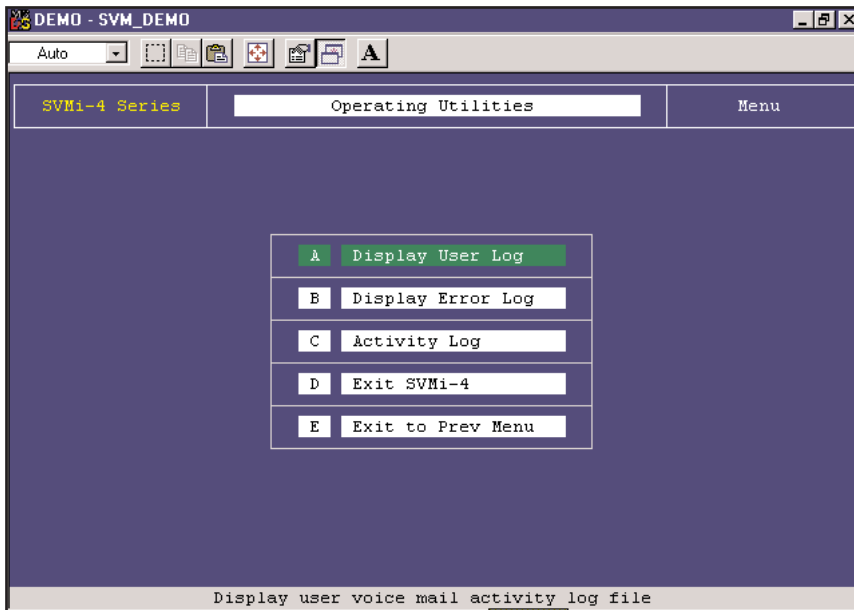 DEMO - SVM_DEMO
Auto
A
SVMi-4 Series Operating Utilities Menu
A Display User Log
B Display Error Log
C Activity Log
D Exit SVMi-4
E Exit to Prev Menu
Display user voice mail activity log file